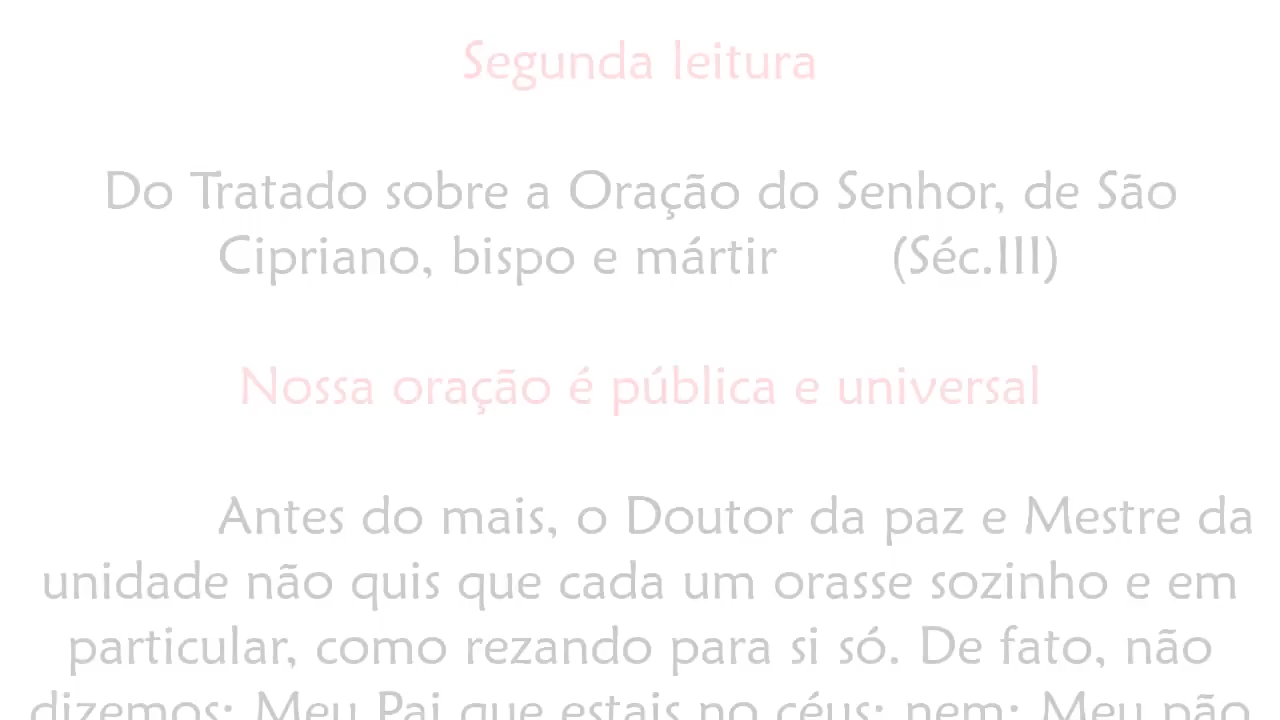 Segunda leitura
Do Tratado sobre a Oração do Senhor, de São
Cipriano, bispo e mártir (Séc.III)
Nossa oração é pública e universal
Antes do mais, o Doutor da paz e Mestre da
unidade não quis que cada um orasse sozinho e em
particular, como rezando para si só. De fato, não
dizemos: Meu Pai que estais no céus; nem: Meu pão